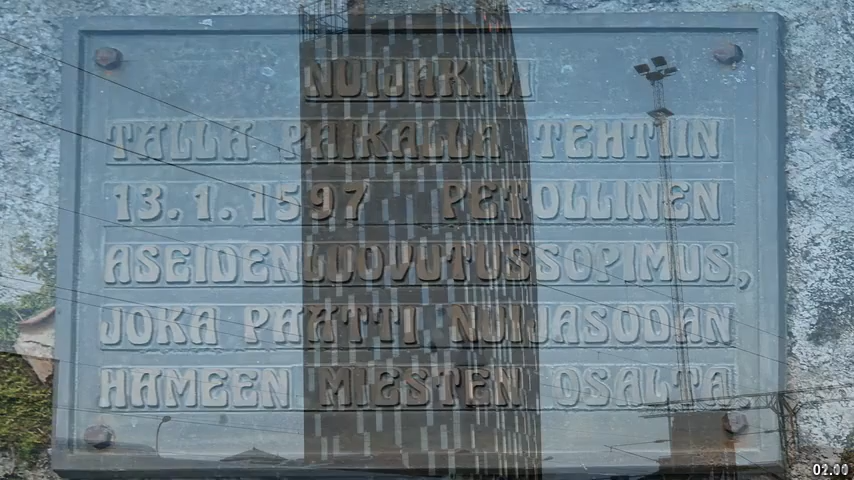 NUIJAKIVI
TÄLLÄ PAIKALLA TEHTIIN
13.1.1597 PETOLLINEN
ASEIDENLUOVUTUSSOPIMUS,
JOKA PÄÄTTI NUIJASODAN
HÄMEEN MIESTEN OSALTA.
02.00